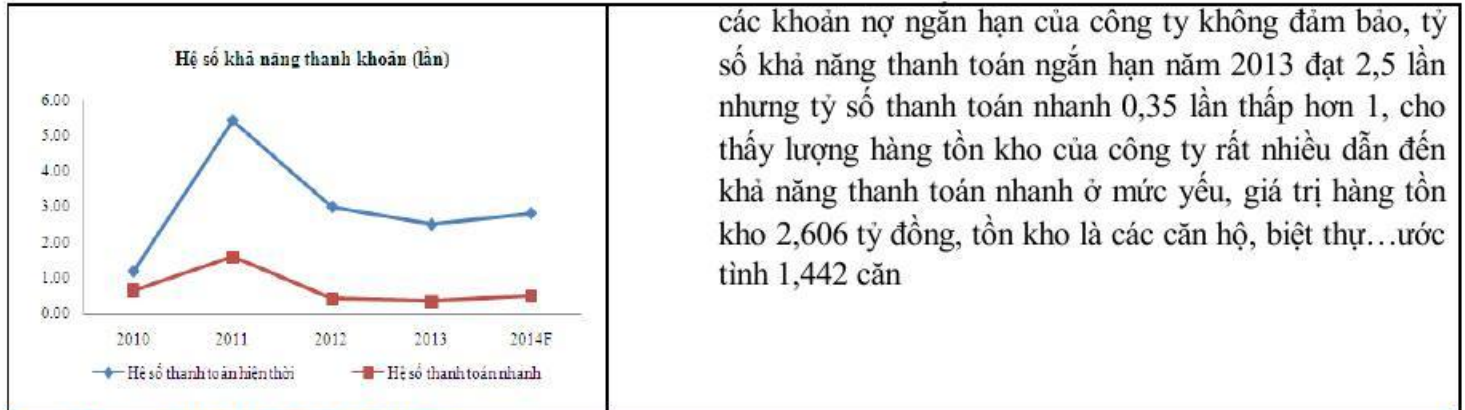 Hệ số khả năng thanh khoản (lần)
6.00
5.00
4.00
3.00
2.00
1.00
0.00
2010 2011 2012 2013 2014F
Hệ số thanh toán hiện thời Hệ số thanh toán nhanh
các khoản nợ ngắn hạn của công ty không đảm bảo, tỷ
số khả năng thanh toán ngắn hạn năm 2013 đạt 2,5 lần
nhưng tỷ số thanh toán nhanh 0,35 lần thấp hơn 1, cho
thấy lượng hàng tồn kho của công ty rất nhiều dẫn đến
khả năng thanh toán nhanh ở mức yếu, giá trị hàng tồn
kho 2,606 tỷ đồng, tồn kho là các căn hộ, biệt thự…ước
tình 1,442 căn